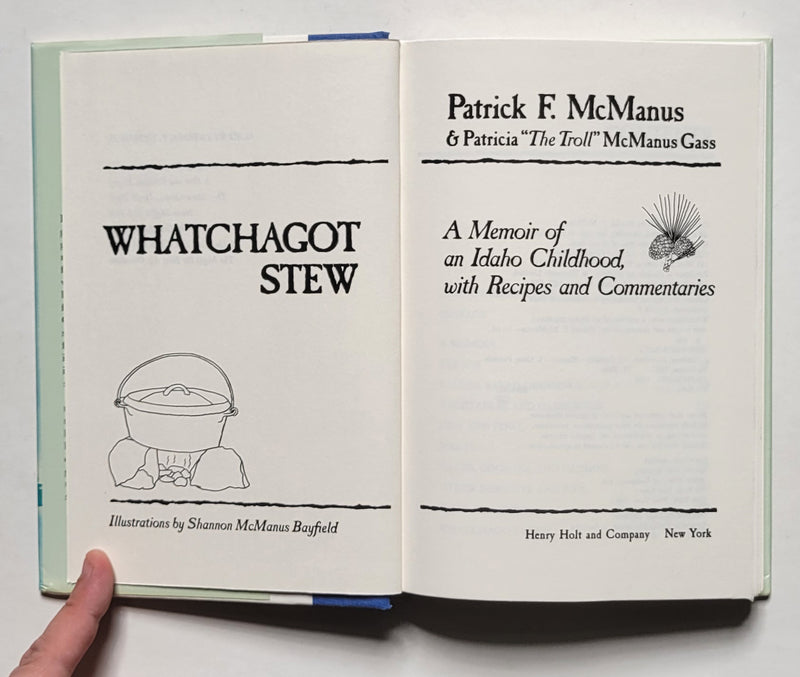 WHATCHAGOT
STEW
Illustrations by Shannon McManus Bayfield
Patrick F. McManus
& Patricia “The Troll” McManus Gass
A Memoir of
an Idaho Childhood,
with Recipes and Commentaries
Henry Holt and Company New York